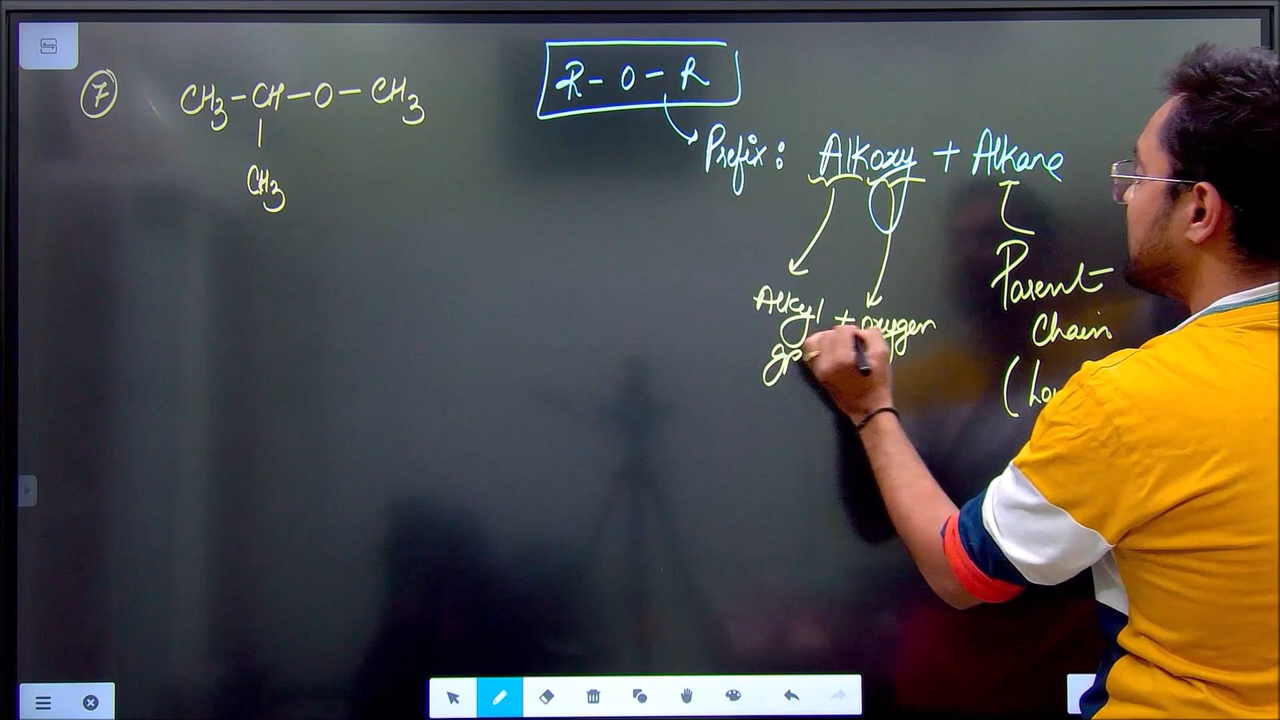 7
CH3 - CH - O - CH3
|
CH3
R - O - R
Prefix: Alkoxy + Alkane
Alkyl + oxygen
Parent
Chain